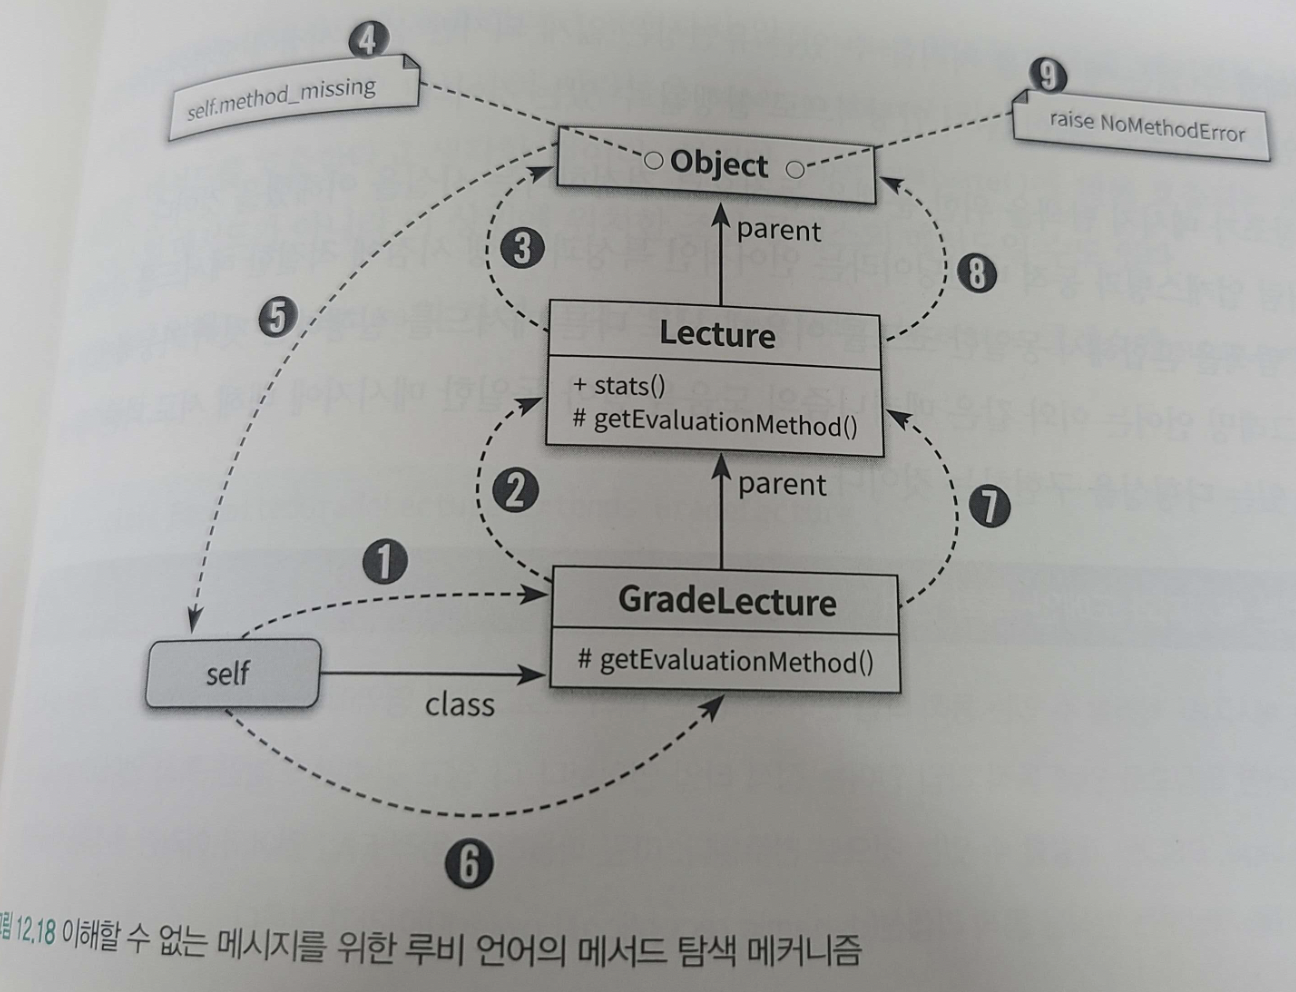 4
self.method_missing
9
raise NoMethodError
Object
parent
3
8
5
Lecture
+ stats()
# getEvaluationMethod()
parent
2
7
1
GradeLecture
# getEvaluationMethod()
self
class
6
12.18 이해할 수 없는 메시지를 위한 루비 언어의 메서드 탐색 메커니즘